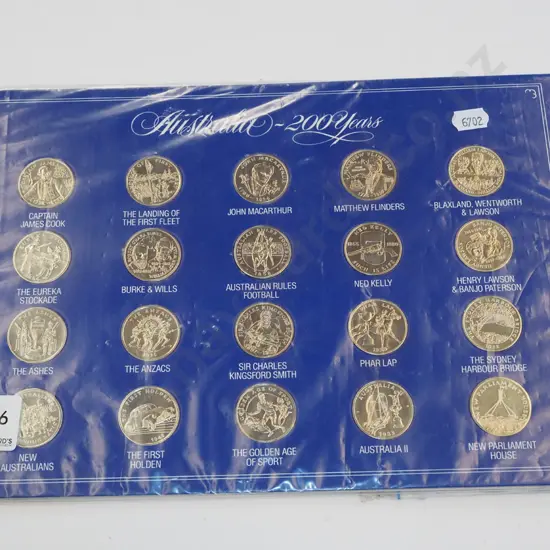 Australia ~ 200 Years
6702
3
CAPTAIN
JAMES COOK
THE LANDING OF
THE FIRST FLEET
JOHN MACARTHUR
MATTHEW FLINDERS
BLAXLAND, WENTWORTH
& LAWSON
THE EUREKA
STOCKADE
BURKE & WILLS
AUSTRALIAN RULES
FOOTBALL
NED KELLY
HENRY LAWSON
& BANJO PATERSON
THE ASHES
THE ANZACS
SIR CHARLES
KINGSFORD SMITH
PHAR LAP
THE SYDNEY
HARBOUR BRIDGE
6
NEW
AUSTRALIANS
THE FIRST
HOLDEN
THE GOLDEN AGE
OF SPORT
AUSTRALIA II
NEW PARLIAMENT
HOUSE